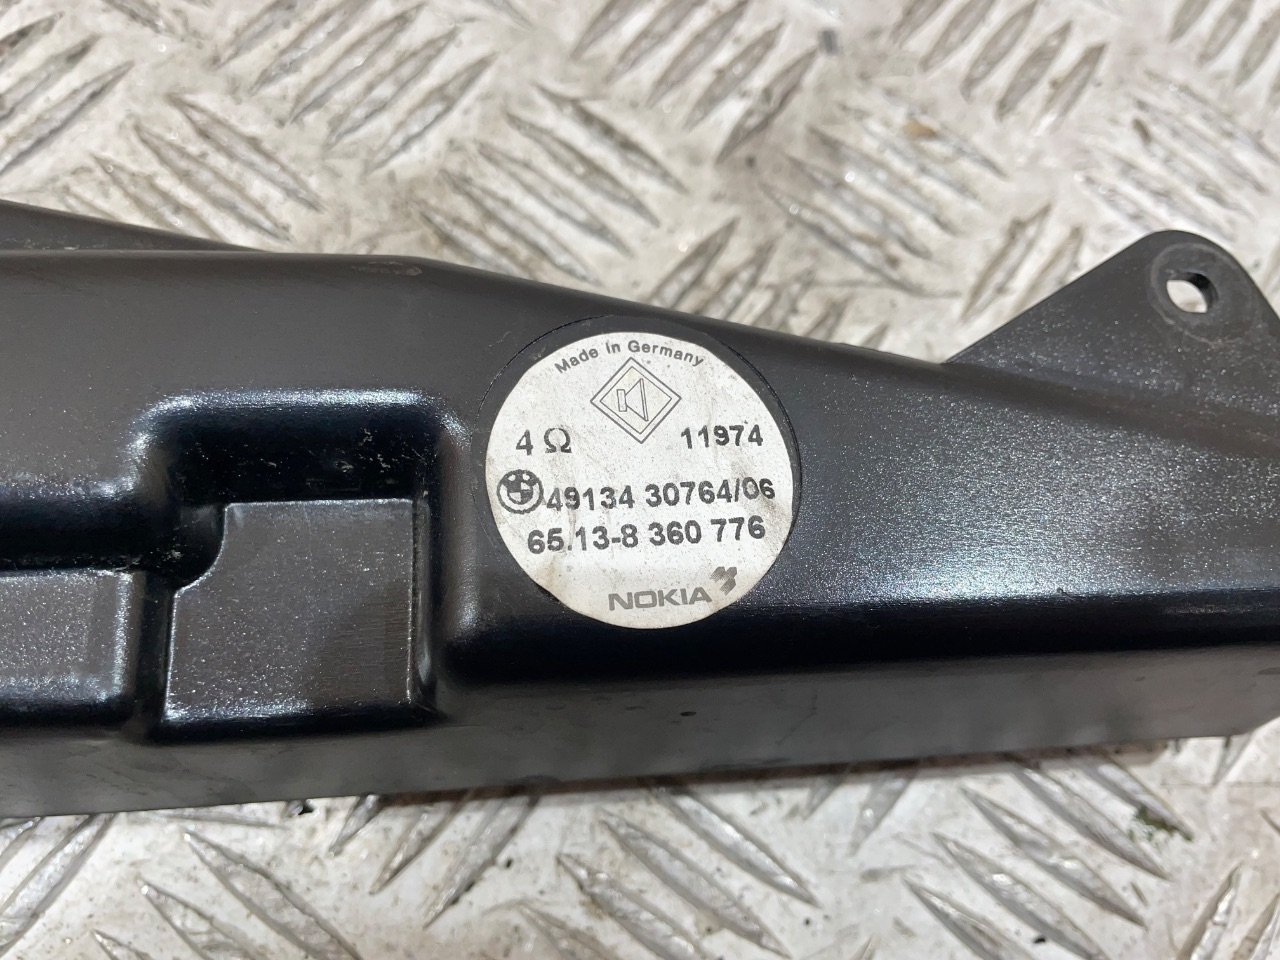 Made in Germany
4 Ω 11974
49134 30764/06
65.13-8 360 776
NOKIA